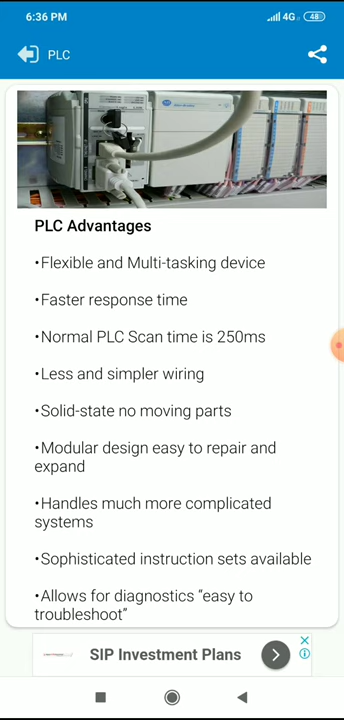 6:36 PM
4G
48
PLC
PLC Advantages
•Flexible and Multi-tasking device
•Faster response time
•Normal PLC Scan time is 250ms
•Less and simpler wiring
•Solid-state no moving parts
•Modular design easy to repair and
expand
•Handles much more complicated
systems
•Sophisticated instruction sets available
•Allows for diagnostics “easy to
troubleshoot”
SIP Investment Plans